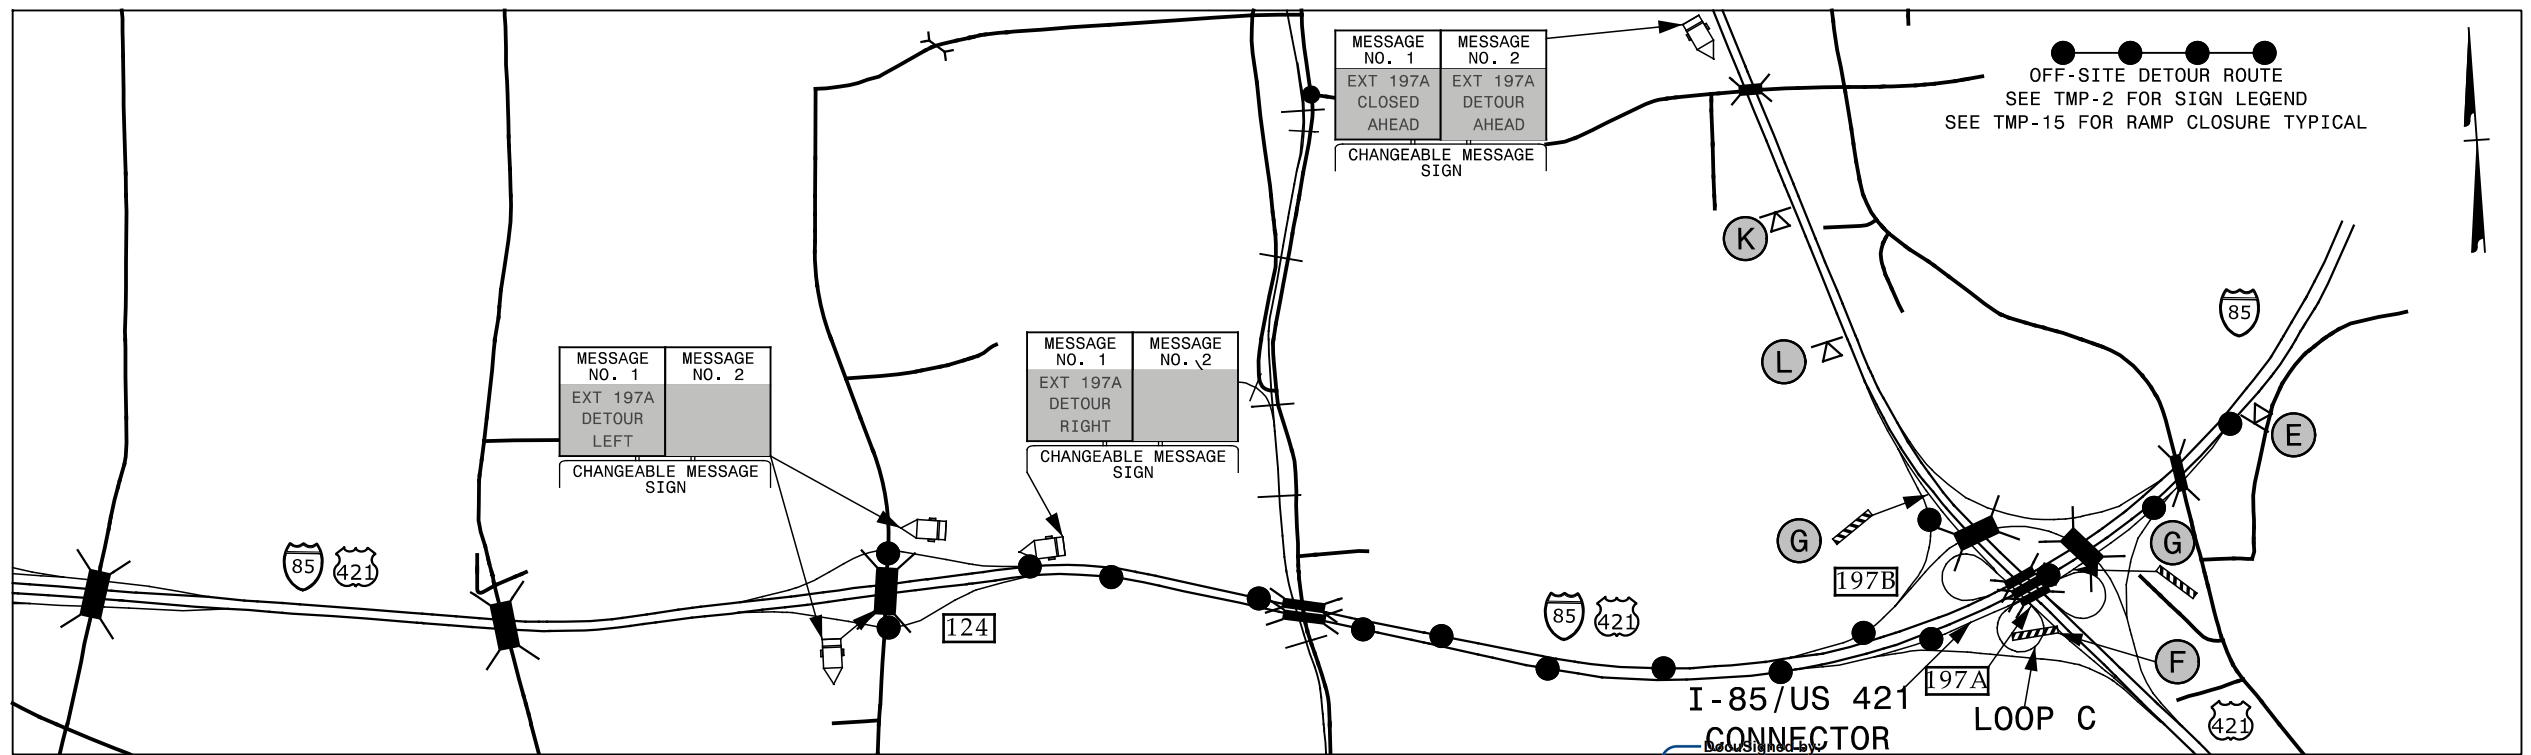 MESSAGE
NO. 1
MESSAGE
NO. 2
EXT 197A
CLOSED
AHEAD
EXT 197A
DETOUR
AHEAD
CHANGEABLE MESSAGE
SIGN
OFF-SITE DETOUR ROUTE
SEE TMP-2 FOR SIGN LEGEND
SEE TMP-15 FOR RAMP CLOSURE TYPICAL
K
85
MESSAGE
NO. 1
MESSAGE
NO. 2
EXT 197A
DETOUR
RIGHT
CHANGEABLE MESSAGE
SIGN
MESSAGE
NO. 1
MESSAGE
NO. 2
EXT 197A
DETOUR
LEFT
CHANGEABLE MESSAGE
SIGN
L
E
G
G
85
421
197B
85
421
124
F
197A
I-85/US 421
CONNECTOR
LOOP C
421
DocuSigned by: